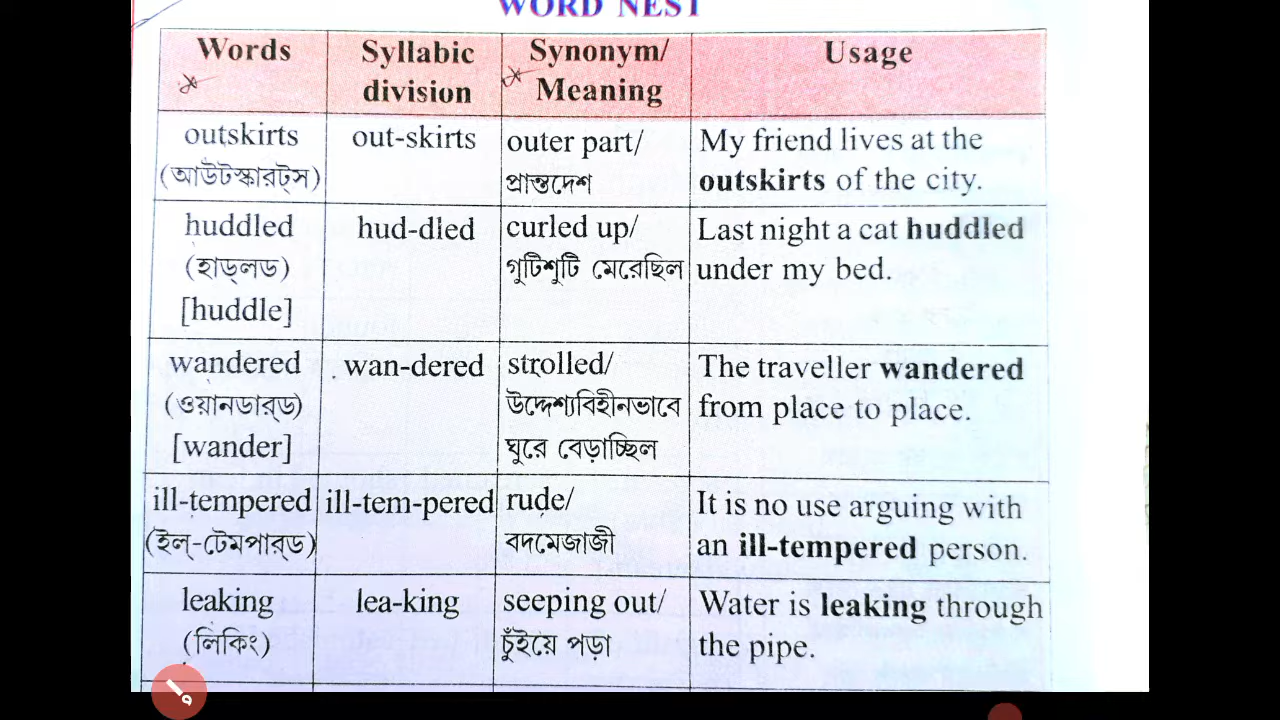 WORD NEST
Words
Syllabic division
Synonym/ Meaning
Usage
outskirts
(আউটস্কারট্স)
out-skirts
outer part/
প্রান্তদেশ
My friend lives at the
outskirts of the city.
huddled
(হাড্লড)
[huddle]
hud-dled
curled up/
গুটিশুটি মেরেছিল
Last night a cat huddled
under my bed.
wandered
(ওয়ানডার্ড)
[wander]
wan-dered
strolled/
উদ্দেশ্যবিহীনভাবে
ঘুরে বেড়াচ্ছিল
The traveller wandered
from place to place.
ill-tempered
(ইল্-টেমপার্ড)
ill-tem-pered
rude/
বদমেজাজী
It is no use arguing with
an ill-tempered person.
leaking
(লিকিং)
lea-king
seeping out/
চুঁইয়ে পড়া
Water is leaking through
the pipe.